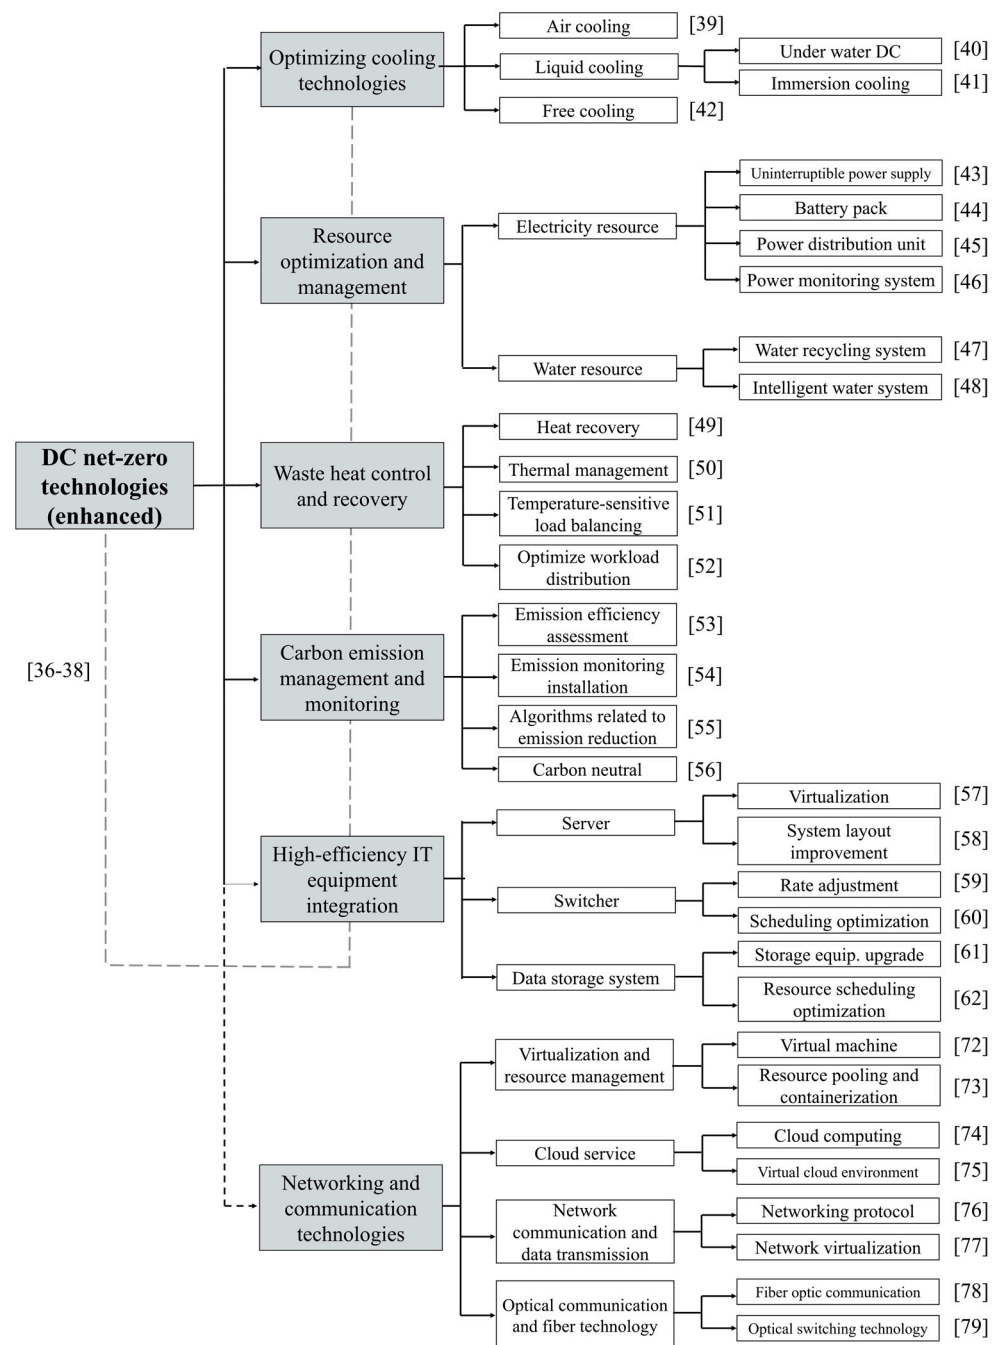 DC net-zero
technologies
(enhanced)
[36-38]
Optimizing cooling
technologies
Air cooling
[39]
Liquid cooling
Under water DC
[40]
Immersion cooling
[41]
Free cooling
[42]
Resource
optimization and
management
Electricity resource
Uninterruptible power supply
[43]
Battery pack
[44]
Power distribution unit
[45]
Power monitoring system
[46]
Water resource
Water recycling system
[47]
Intelligent water system
[48]
Waste heat control
and recovery
Heat recovery
[49]
Thermal management
[50]
Temperature-sensitive
load balancing
[51]
Optimize workload
distribution
[52]
Carbon emission
management and
monitoring
Emission efficiency
assessment
[53]
Emission monitoring
installation
[54]
Algorithms related to
emission reduction
[55]
Carbon neutral
[56]
High-efficiency IT
equipment
integration
Server
Virtualization
[57]
System layout
improvement
[58]
Switcher
Rate adjustment
[59]
Scheduling optimization
[60]
Data storage system
Storage equip. upgrade
[61]
Resource scheduling
optimization
[62]
Networking and
communication
technologies
Virtualization and
resource management
Virtual machine
[72]
Resource pooling and
containerization
[73]
Cloud service
Cloud computing
[74]
Virtual cloud environment
[75]
Network
communication and
data transmission
Networking protocol
[76]
Network virtualization
[77]
Optical communication
and fiber technology
Fiber optic communication
[78]
Optical switching technology
[79]